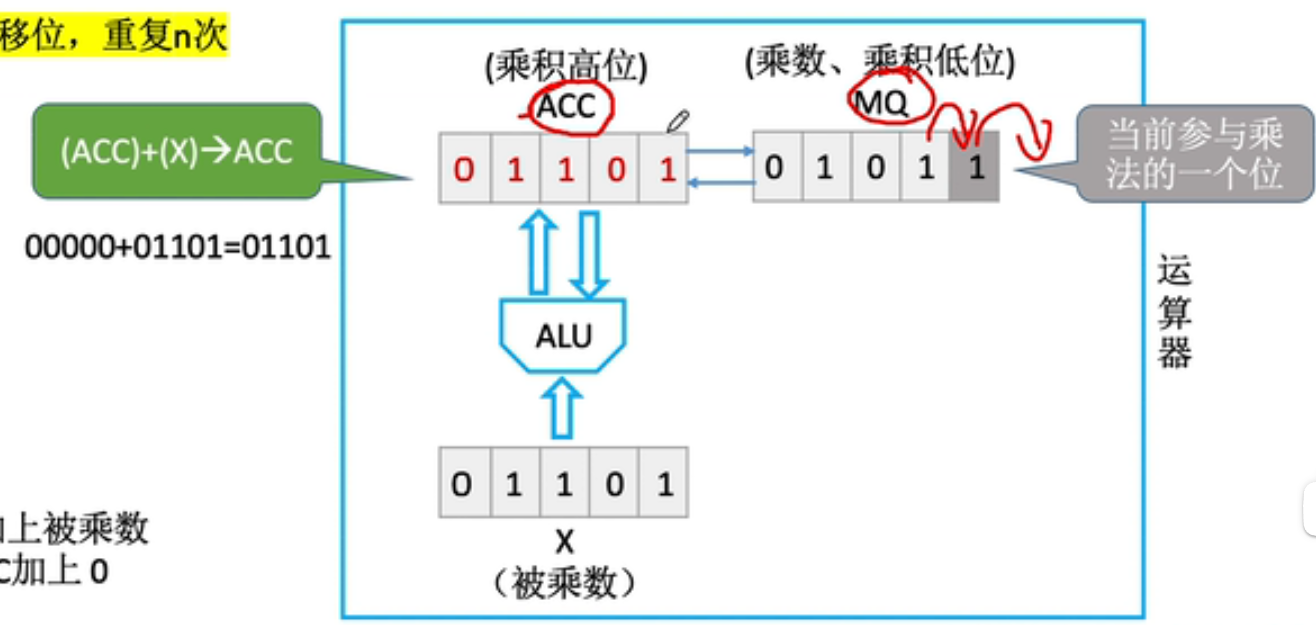 移位，重复n次
(乘积高位)
ACC
(乘数、乘积低位)
MQ
(ACC)+(X)→ACC
0 1 1 0 1
0 1 0 1 1
当前参与乘
法的一个位
00000+01101=01101
运
算
器
ALU
0 1 1 0 1
X
（被乘数）
上被乘数
C加上 0